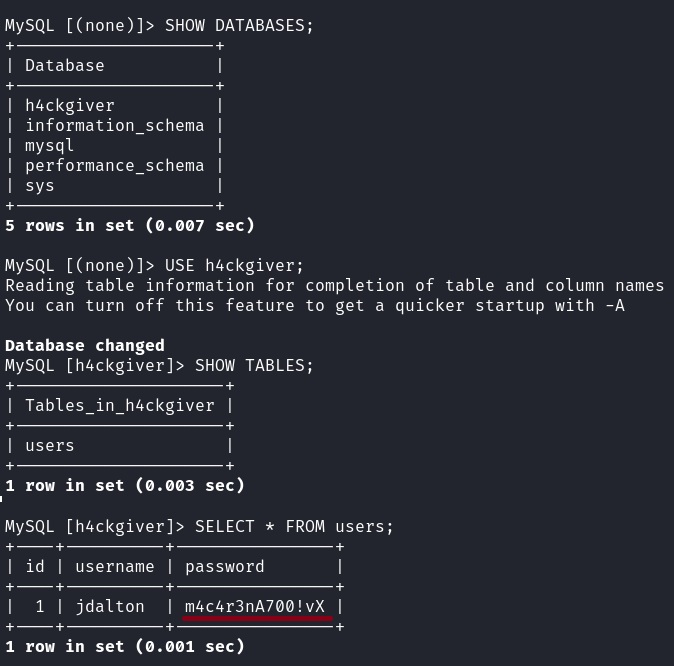 MySQL [(none)]> SHOW DATABASES;
+--------------------+
| Database           |
+--------------------+
| h4ckgiver          |
| information_schema |
| mysql              |
| performance_schema |
| sys                |
+--------------------+
5 rows in set (0.007 sec)
MySQL [(none)]> USE h4ckgiver;
Reading table information for completion of table and column names
You can turn off this feature to get a quicker startup with -A
Database changed
MySQL [h4ckgiver]> SHOW TABLES;
+---------------------+
| Tables_in_h4ckgiver |
+---------------------+
| users               |
+---------------------+
1 row in set (0.003 sec)
MySQL [h4ckgiver]> SELECT * FROM users;
+----+----------+----------------+
| id | username | password       |
+----+----------+----------------+
|  1 | jdalton  | m4c4r3nA700!vX |
+----+----------+----------------+
1 row in set (0.001 sec)